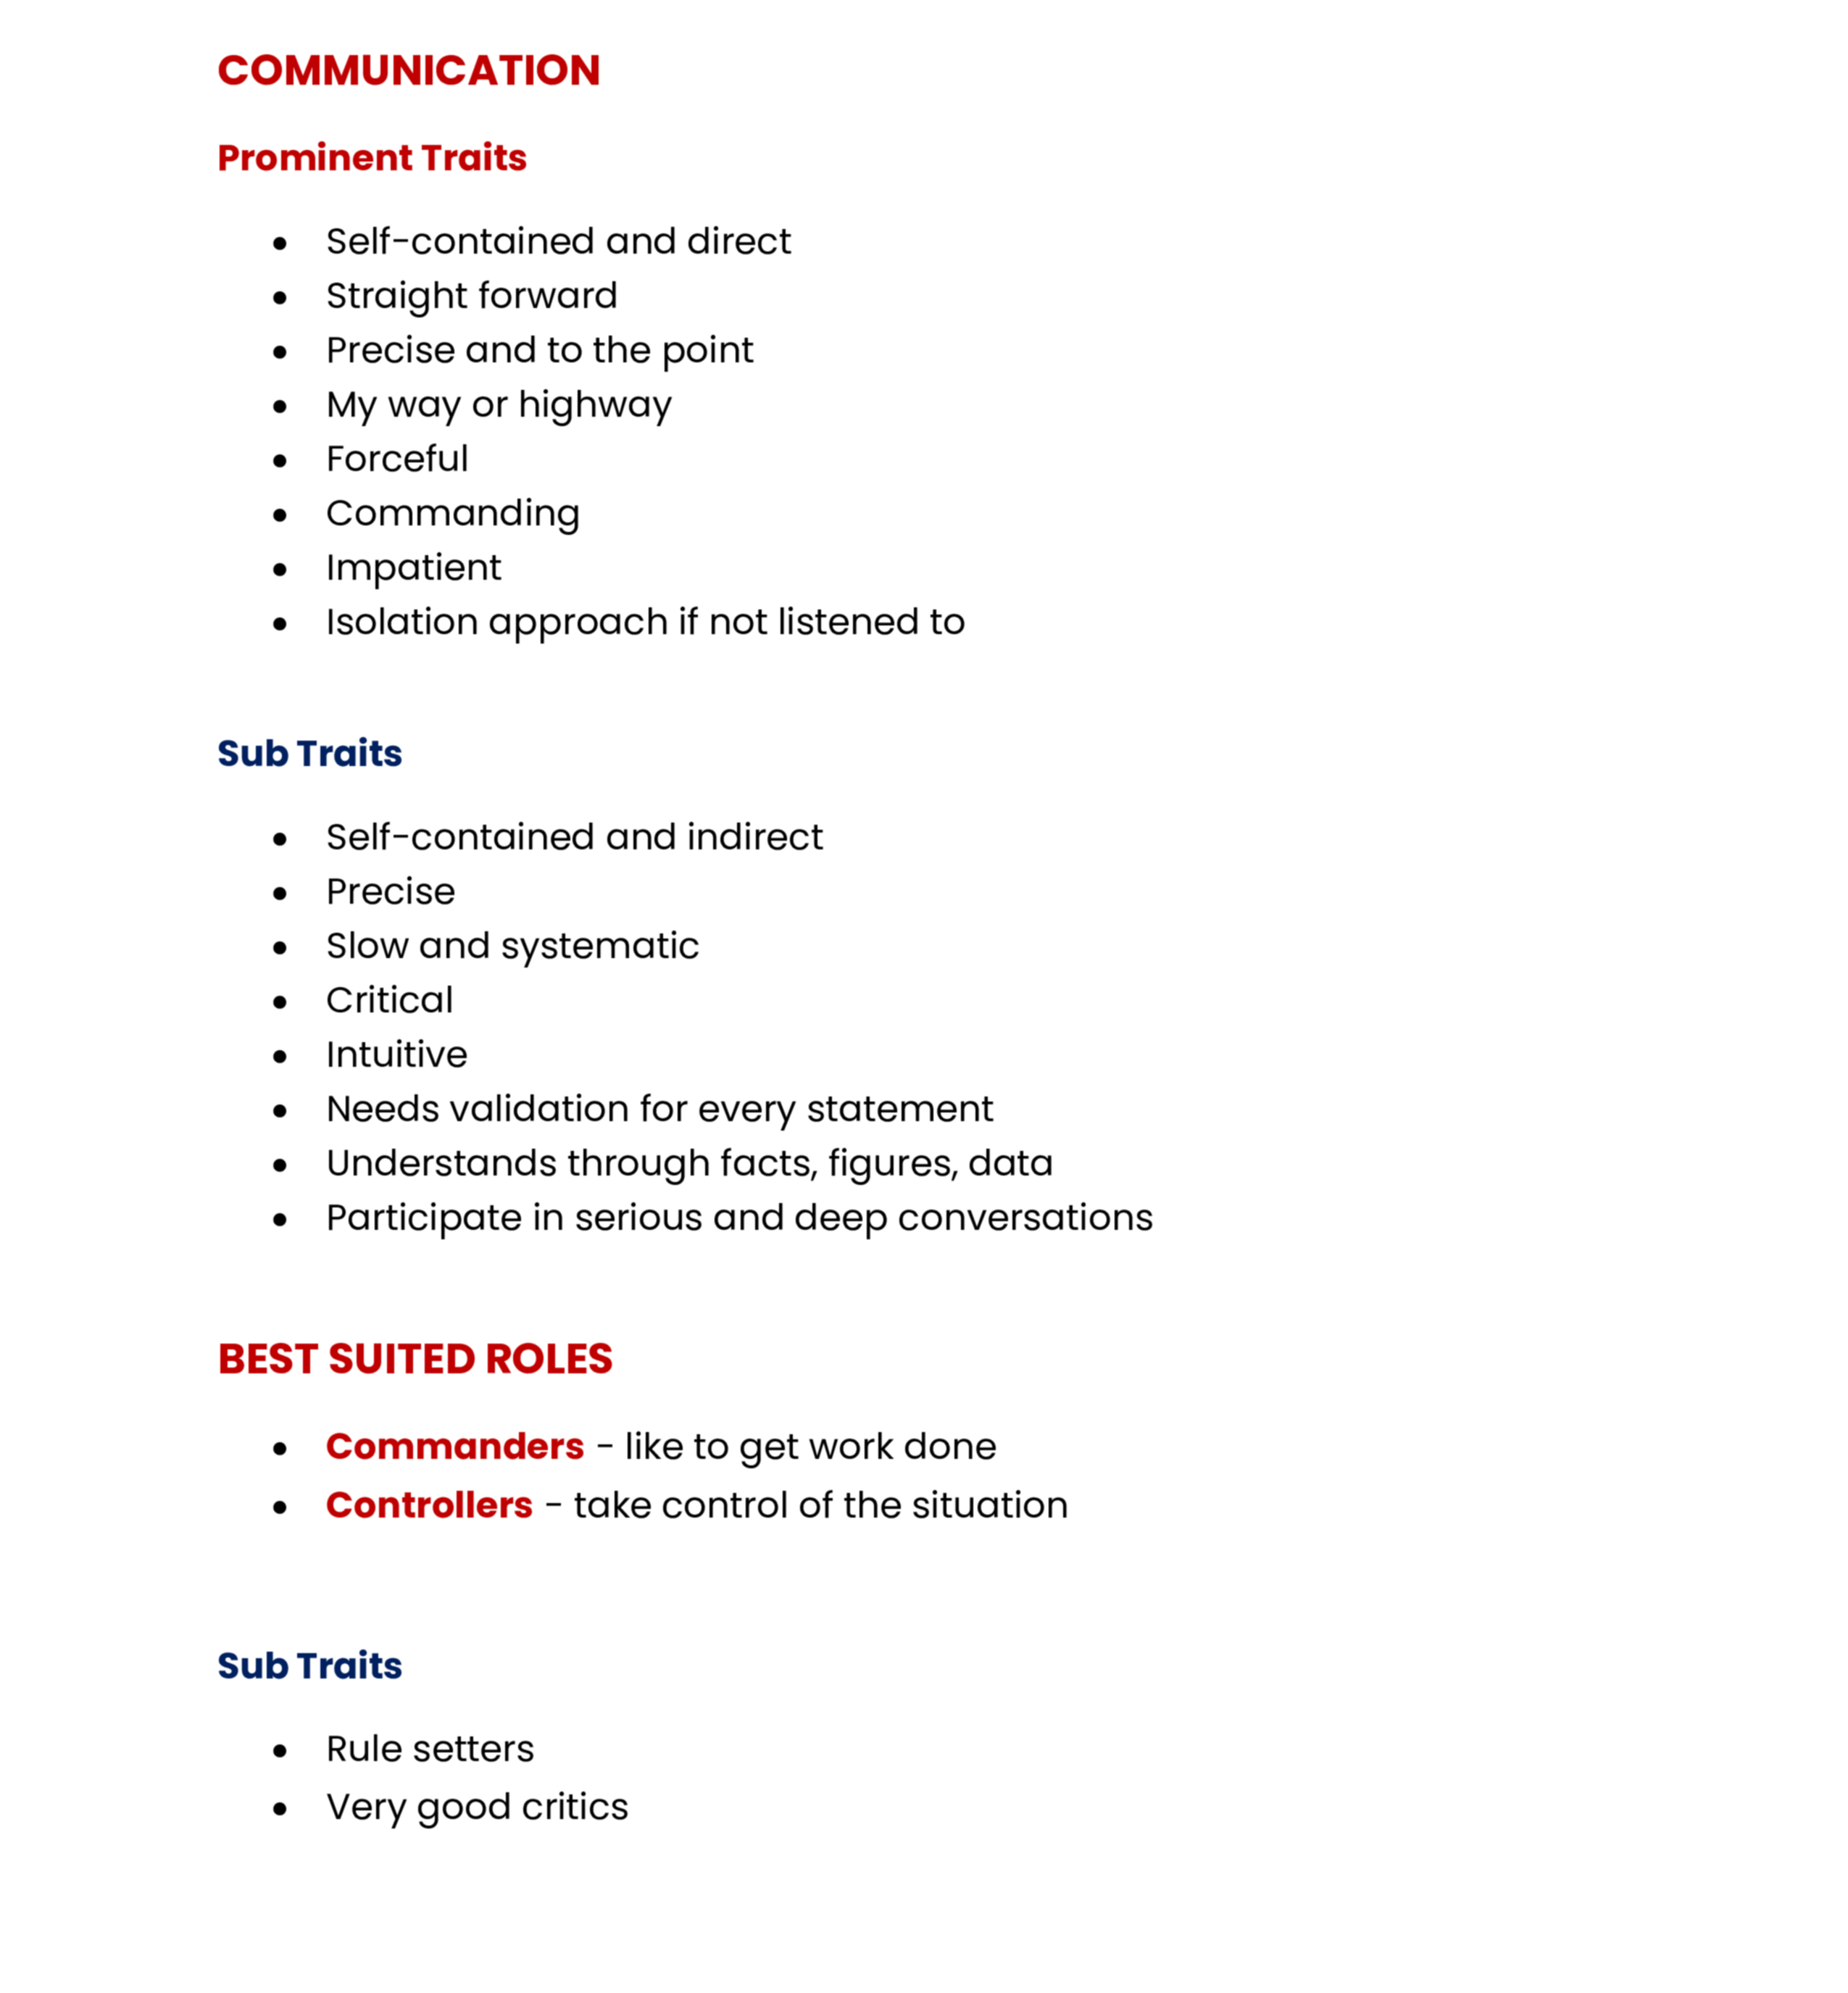 COMMUNICATION
Prominent Traits
● Self-contained and direct
● Straight forward
● Precise and to the point
● My way or highway
● Forceful
● Commanding
● Impatient
● Isolation approach if not listened to
Sub Traits
● Self-contained and indirect
● Precise
● Slow and systematic
● Critical
● Intuitive
● Needs validation for every statement
● Understands through facts, figures, data
● Participate in serious and deep conversations
BEST SUITED ROLES
● Commanders - like to get work done
● Controllers - take control of the situation
Sub Traits
● Rule setters
● Very good critics